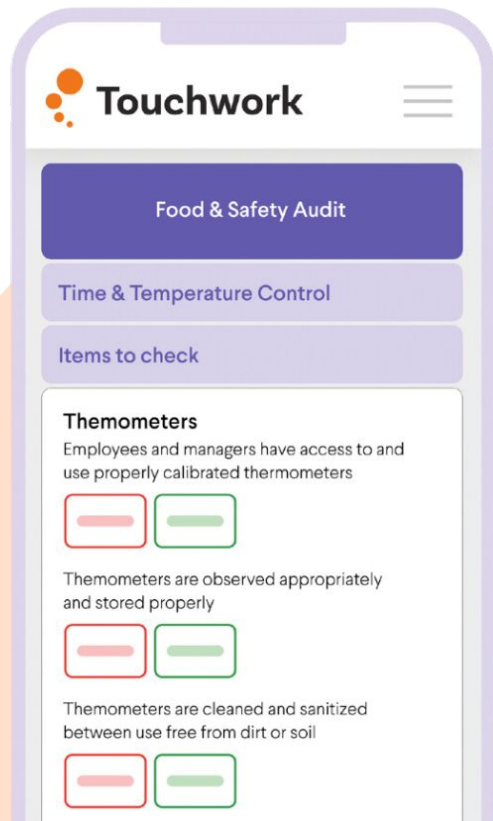 Touchwork
Food & Safety Audit
Time & Temperature Control
Items to check
Themometers
Employees and managers have access to and
use properly calibrated thermometers
Themometers are observed appropriately
and stored properly
Themometers are cleaned and sanitized
between use free from dirt or soil